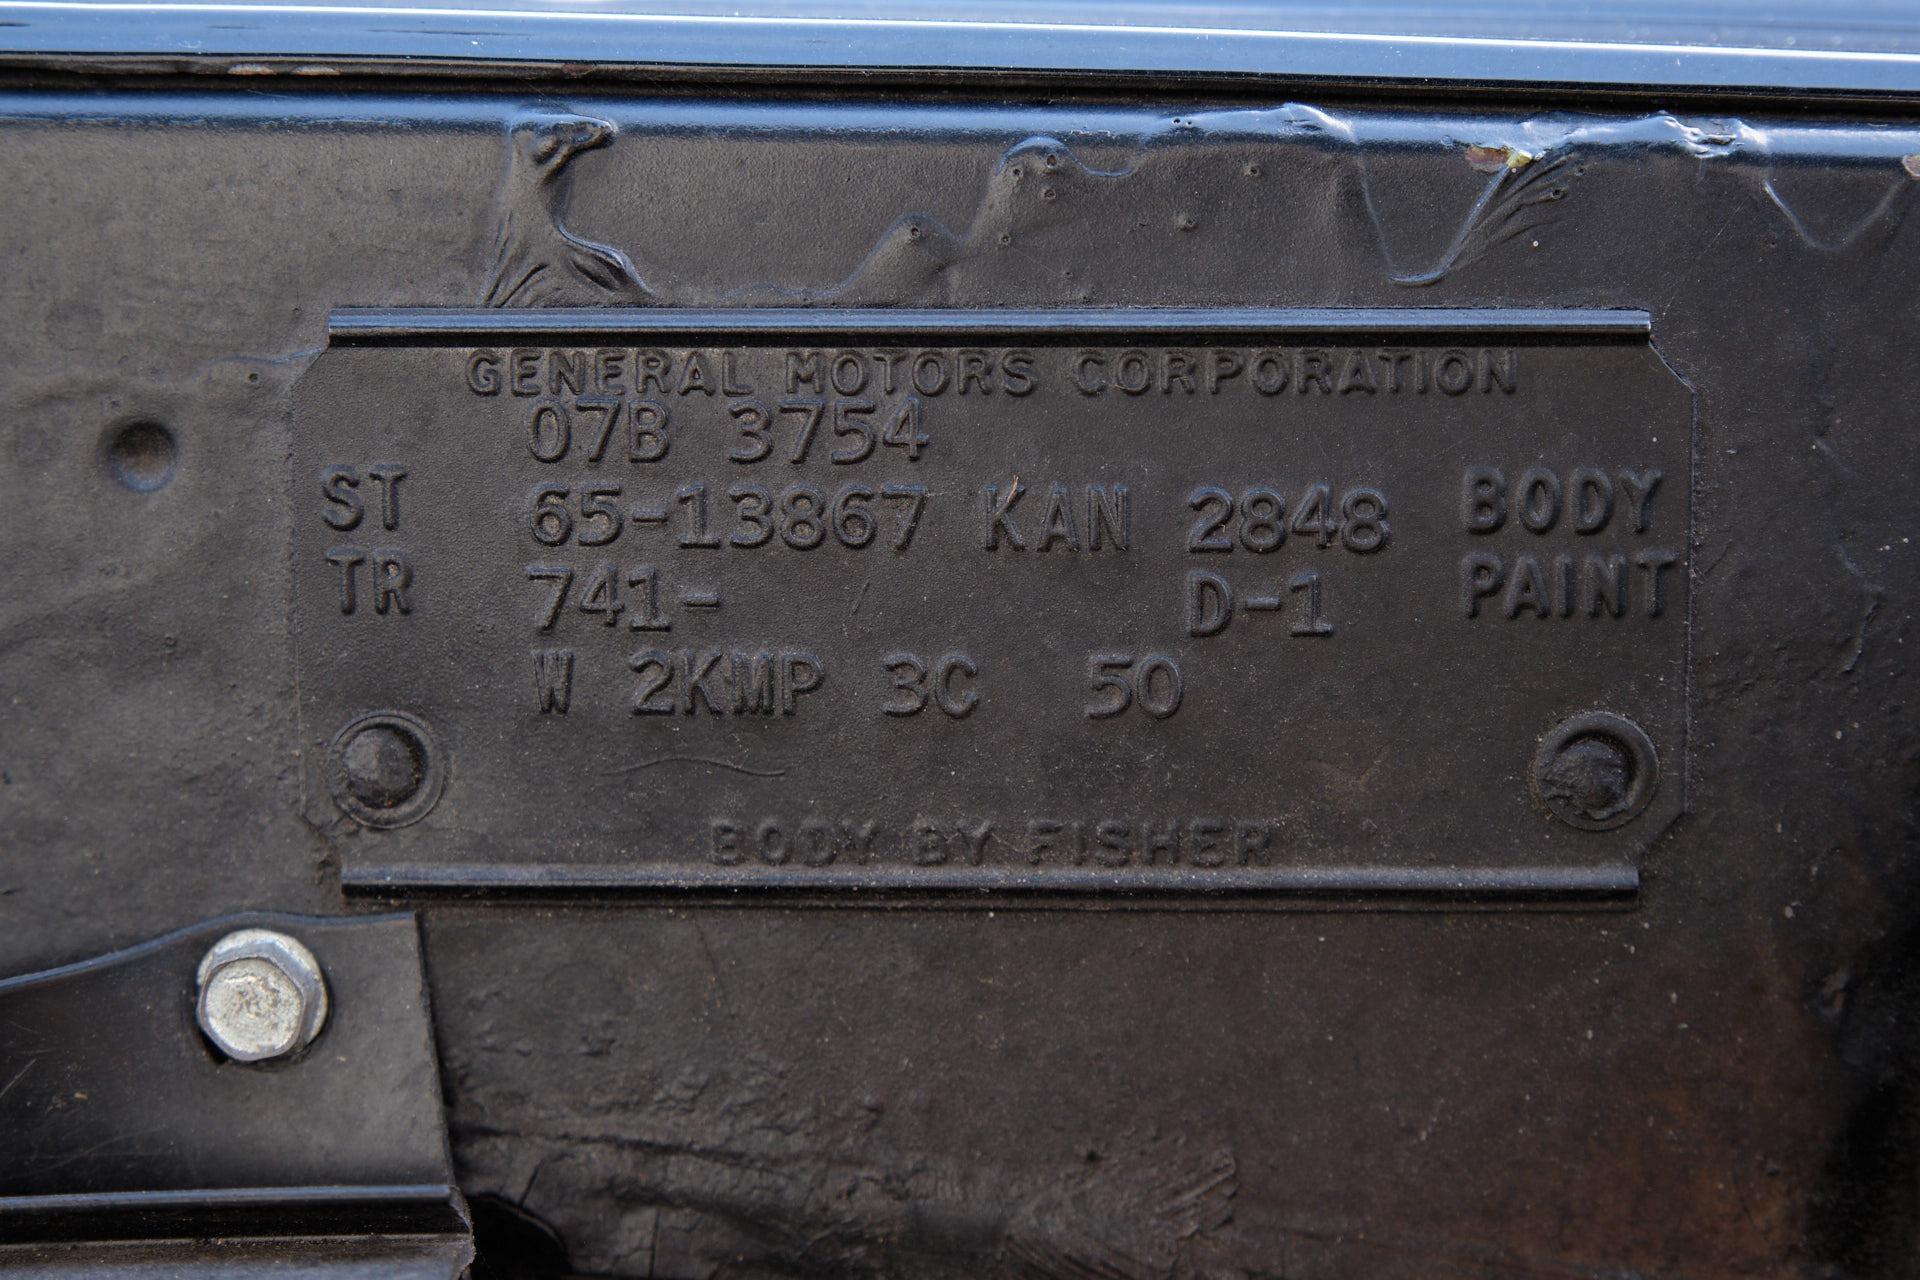 GENERAL MOTORS CORPORATION
07B 3754
ST 65-13867 KAN 2848 BODY
TR 741- D-1 PAINT
W 2KMP 3C 50
BODY BY FISHER